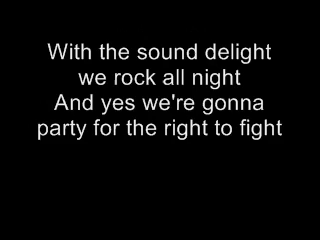 With the sound delight
we rock all night
And yes we're gonna
party for the right to fight